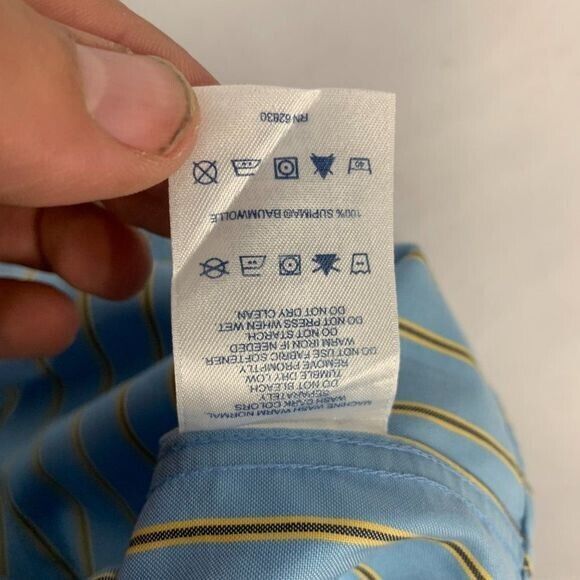 MACHINE WASH WARM NORMAL
WASH DARK COLORS
SEPARATELY
DO NOT BLEACH
TUMBLE DRY LOW
REMOVE PROMPTLY
DO NOT USE FABRIC SOFTENER.
WARM IRON IF NEEDED
DO NOT STARCH
DO NOT PRESS WHEN WET
DO NOT DRY CLEAN.
100% SUPIMA® BAUMWOLLE
40
RN 62830